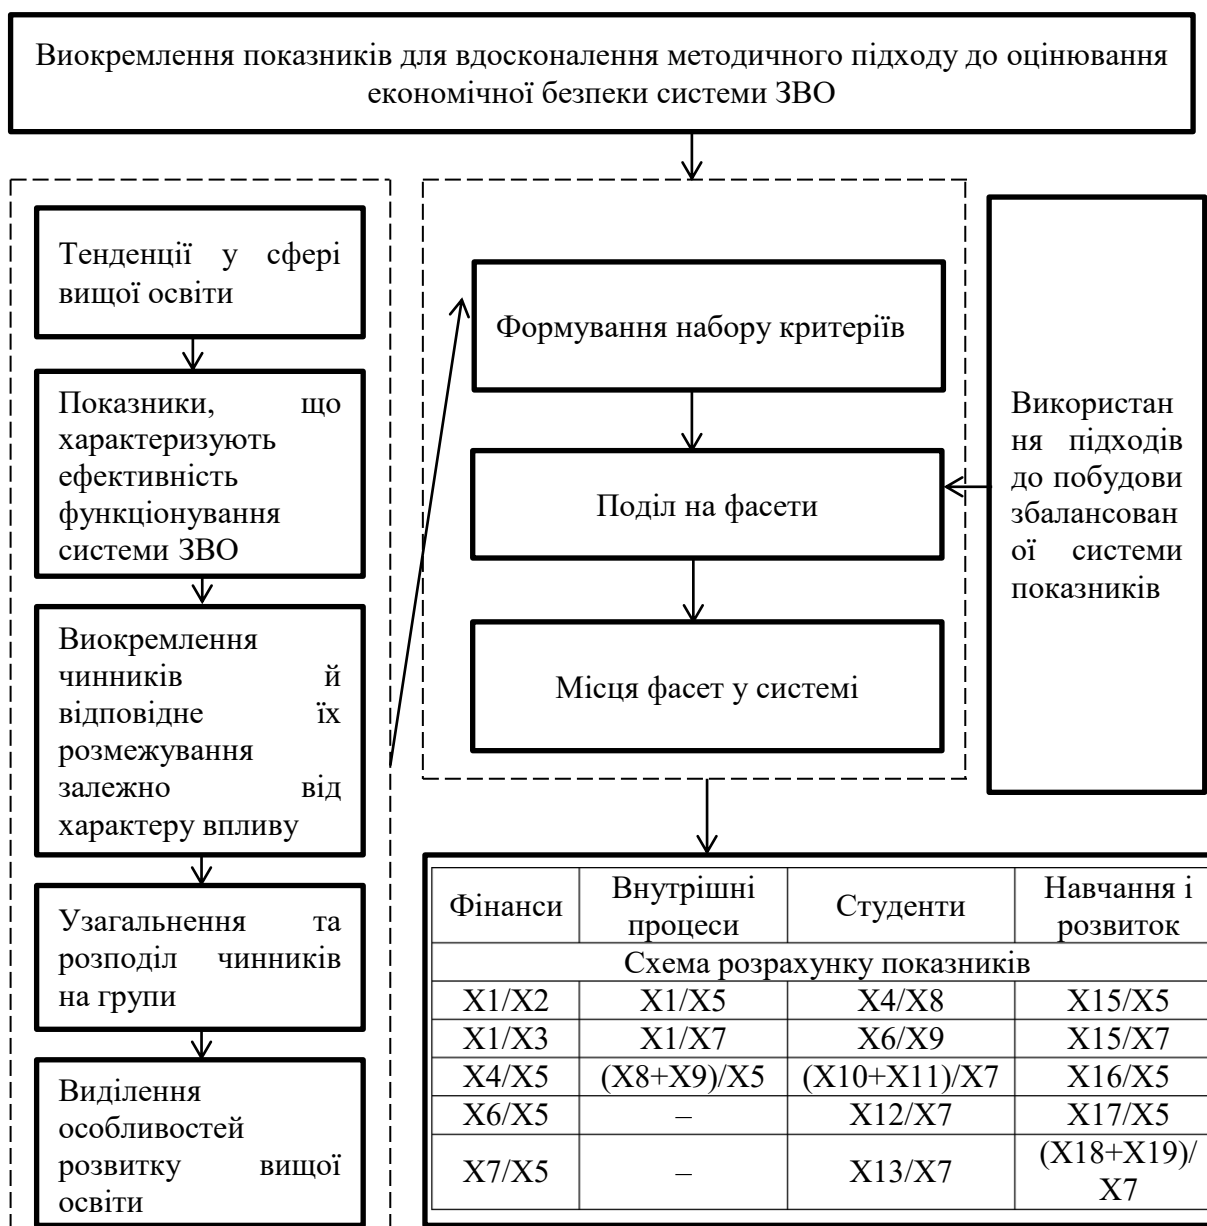 Виокремлення показників для вдосконалення методичного підходу до оцінювання
економічної безпеки системи ЗВО
Тенденції у сфері
вищої освіти
Показники, що
характеризують
ефективність
функціонування
системи ЗВО
Виокремлення
чинників й
відповідне їх
розмежування
залежно від
характеру впливу
Узагальнення та
розподіл чинників
на групи
Виділення
особливостей
розвитку вищої
освіти
Формування набору критеріїв
Поділ на фасети
Місця фасет у системі
Використан
ня підходів
до побудови
збалансован
ої системи
показників
Фінанси Внутрішні процеси Студенти Навчання і розвиток
Схема розрахунку показників
X1/X2 X1/X5 X4/X8 X15/X5
X1/X3 X1/X7 X6/X9 X15/X7
X4/X5 (X8+X9)/X5 (X10+X11)/X7 X16/X5
X6/X5 – X12/X7 X17/X5
X7/X5 – X13/X7 (X18+X19)/X7